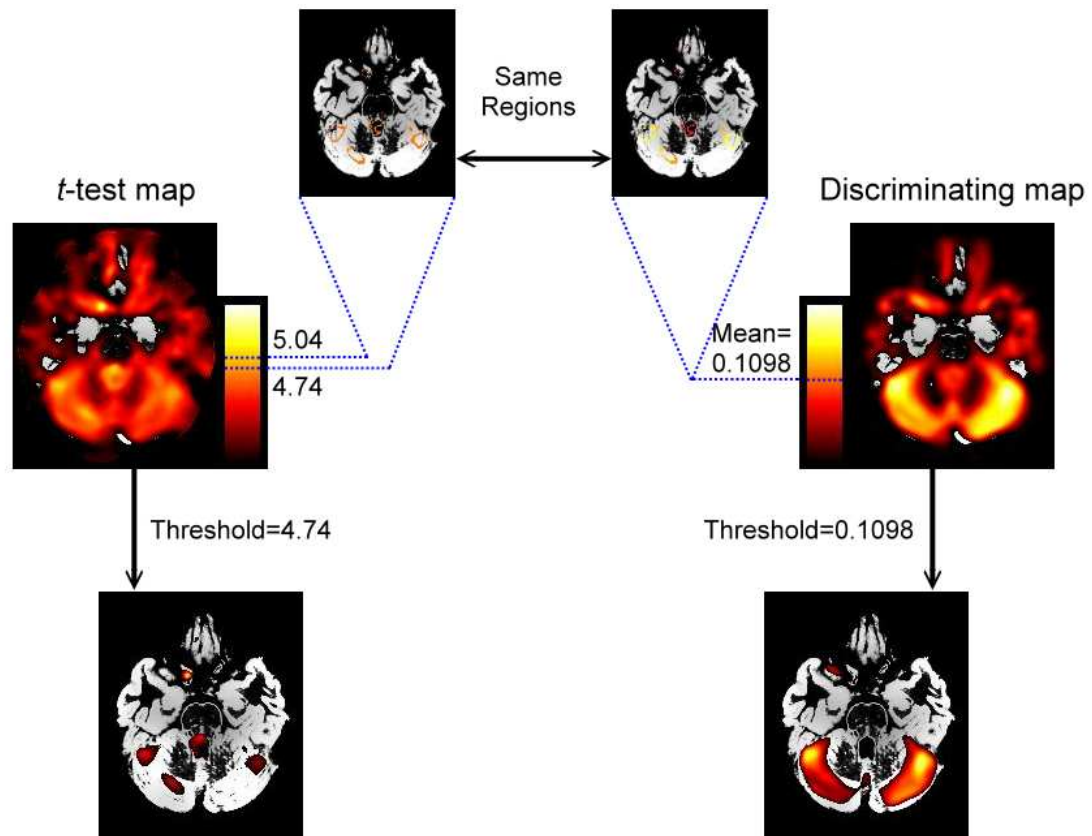 Same
Regions
t-test map
Discriminating map
5.04
4.74
Mean=
0.1098
Threshold=4.74
Threshold=0.1098